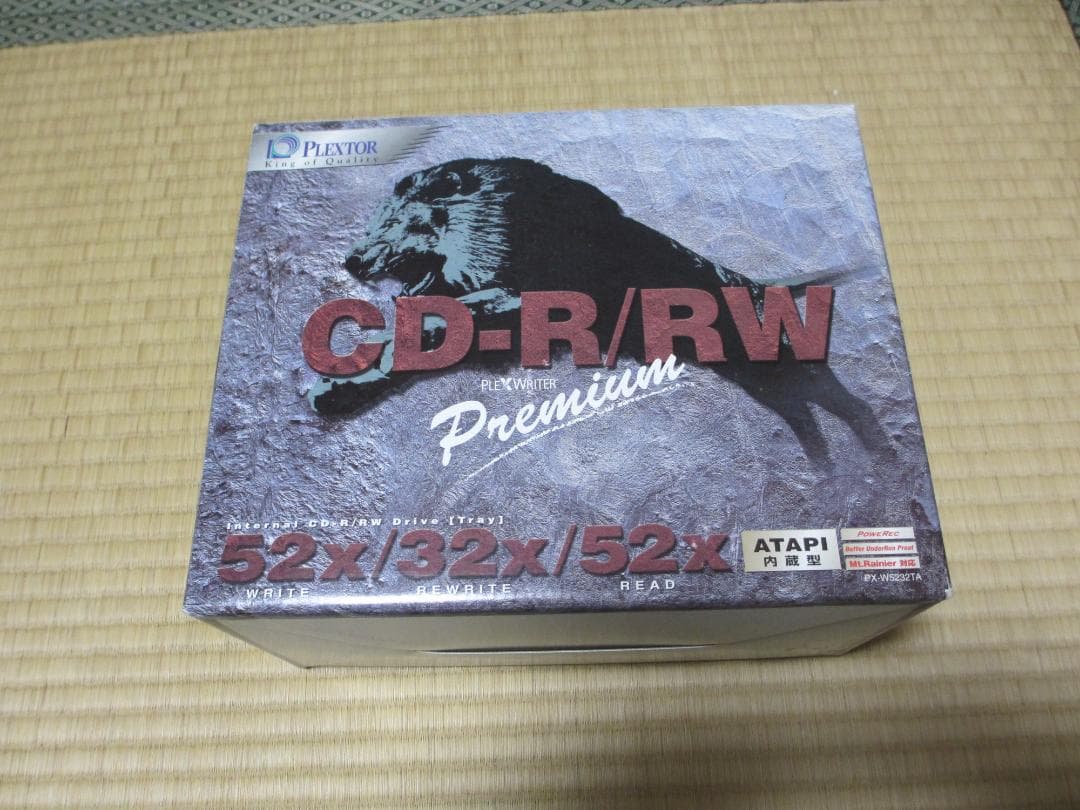 PLEXTOR
King of Quality
CD-R/RW
PLEXWRITER
Premium
Internal CD-R/RW Drive [Tray]
52x/32x/52x
WRITE REWRITE READ
ATAPI
内蔵型
POWEREC
Buffer UnderRun Proof
Mt.Rainier 対応
PX-W5232TA